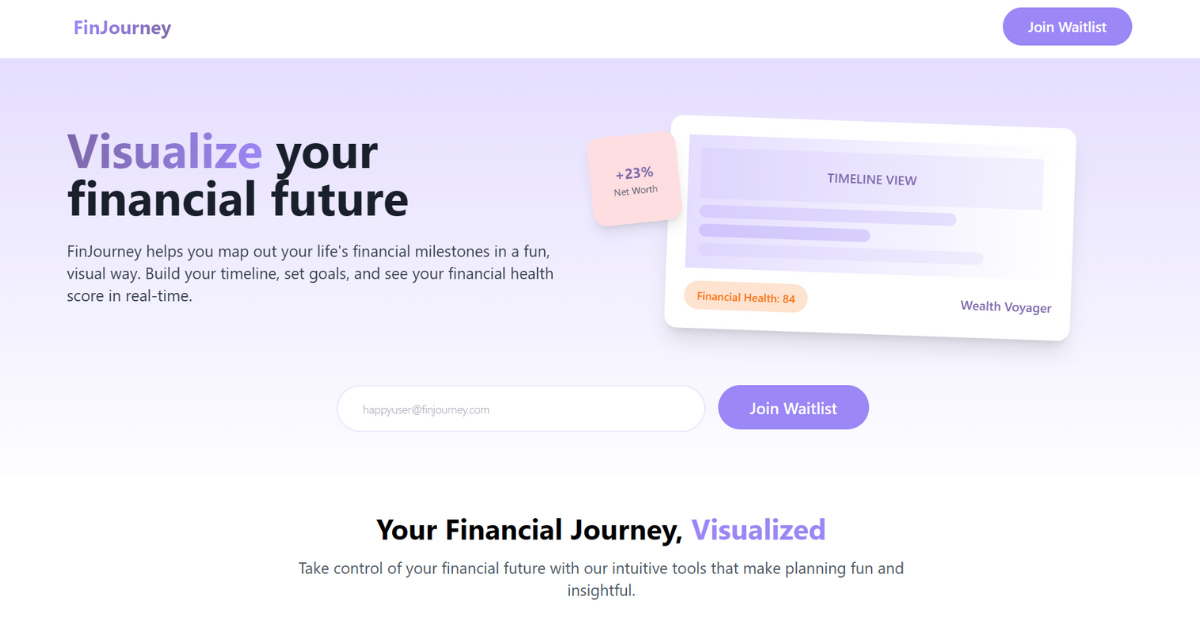 FinJourney
Join Waitlist
Visualize your
financial future
FinJourney helps you map out your life's financial milestones in a fun,
visual way. Build your timeline, set goals, and see your financial health
score in real-time.
+23%
Net Worth
TIMELINE VIEW
Financial Health: 84
Wealth Voyager
happyuser@finjourney.com
Join Waitlist
Your Financial Journey, Visualized
Take control of your financial future with our intuitive tools that make planning fun and
insightful.